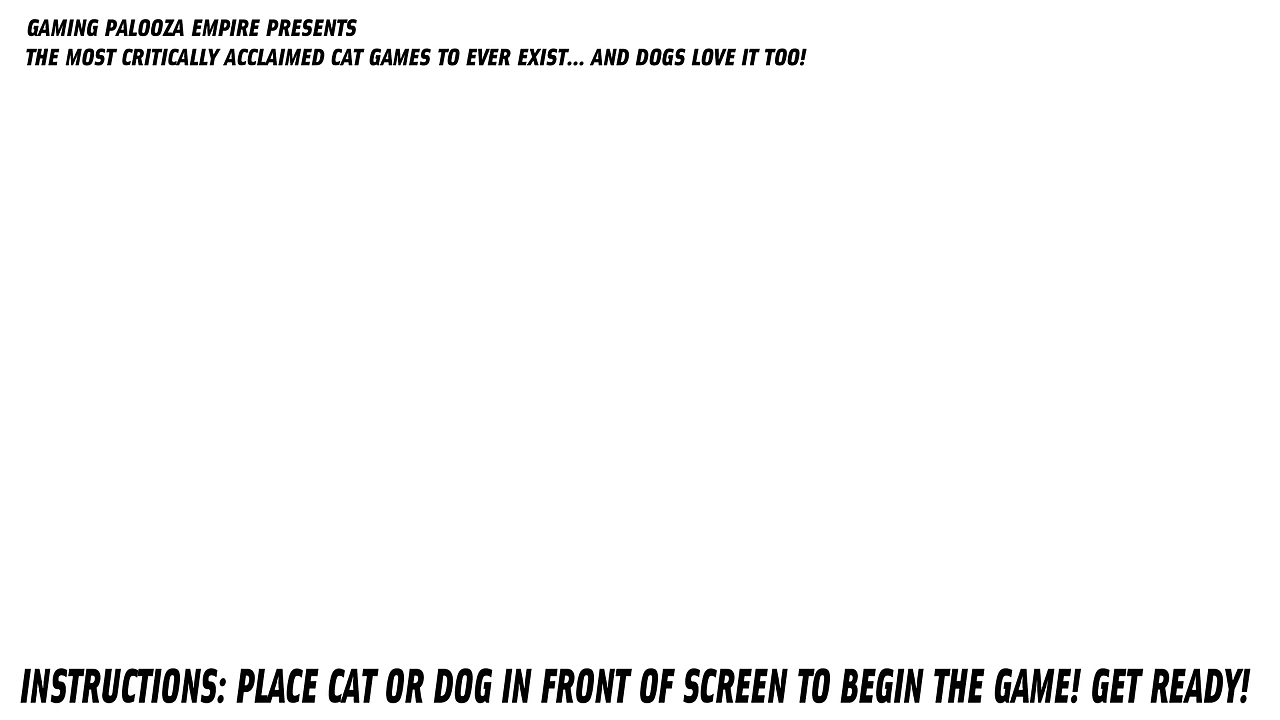 GAMING PALOOZA EMPIRE PRESENTS
THE MOST CRITICALLY ACCLAIMED CAT GAMES TO EVER EXIST... AND DOGS LOVE IT TOO!
INSTRUCTIONS: PLACE CAT OR DOG IN FRONT OF SCREEN TO BEGIN THE GAME! GET READY!